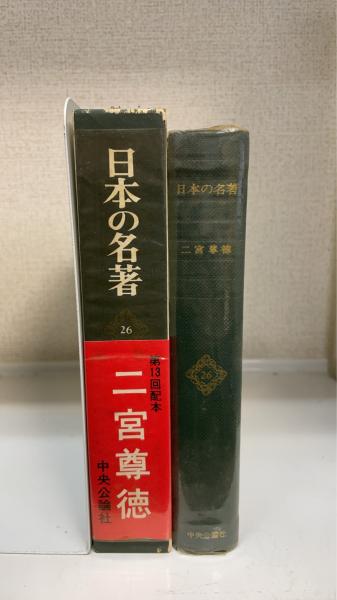 日本の名著
26
第13回配本
二宮尊徳
中央公論社
日本の名著
二宮尊徳
26
中央公論社